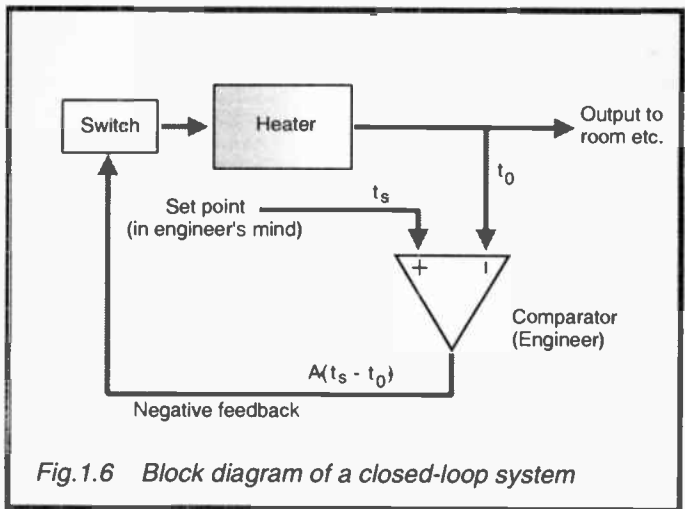 Switch
Heater
Output to
room etc.
t₀
Set point
(in engineer's mind)
tₛ
+ −
Comparator
(Engineer)
A(tₛ - t₀)
Negative feedback
Fig.1.6 Block diagram of a closed-loop system